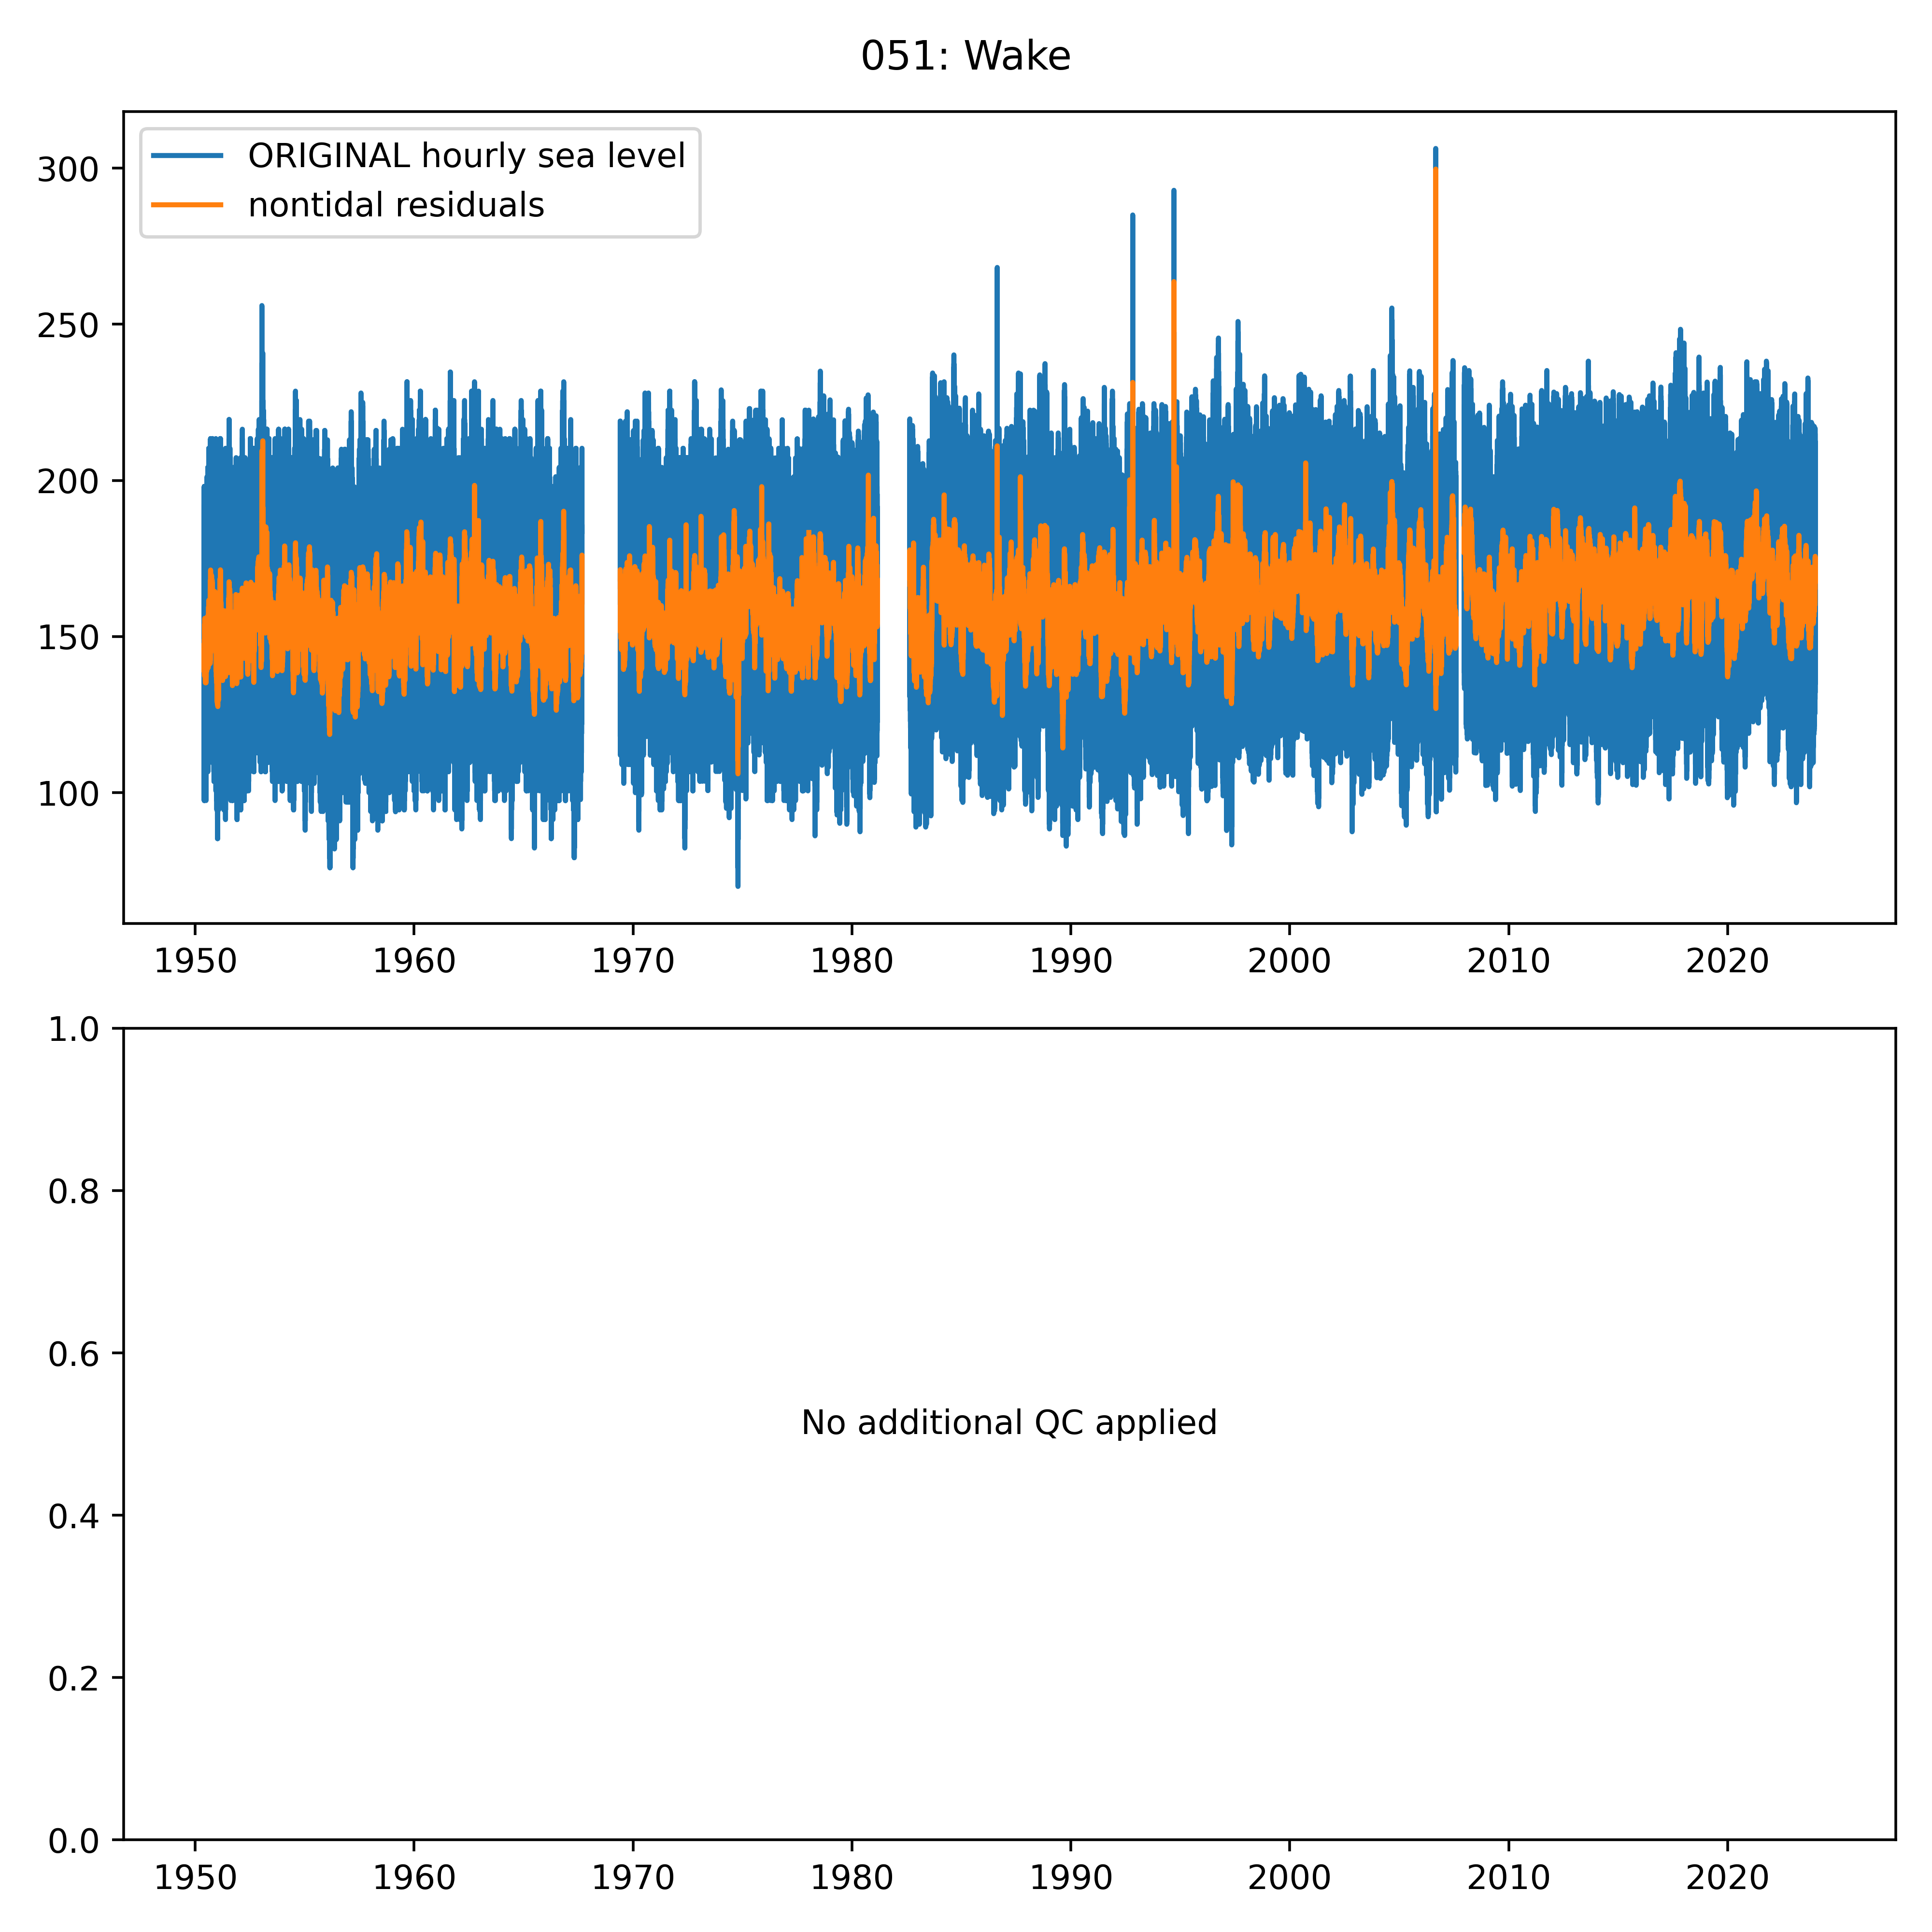 051: Wake
ORIGINAL hourly sea level
nontidal residuals
300
250
200
150
100
1950 1960 1970 1980 1990 2000 2010 2020
1.0
0.8
0.6
No additional QC applied
0.4
0.2
0.0
1950 1960 1970 1980 1990 2000 2010 2020